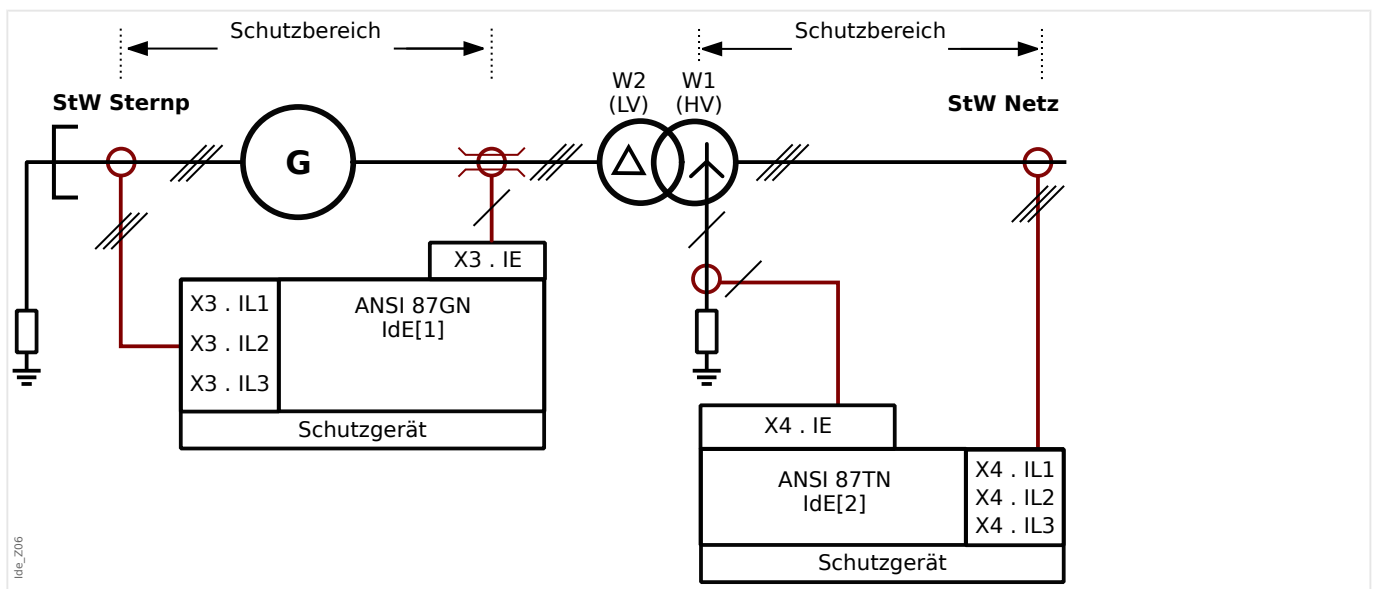 Schutzbereich
Schutzbereich
W2
(LV)
W1
(HV)
StW Sternp
StW Netz
G
X3 . IE
X3 . IL1
X3 . IL2
X3 . IL3
ANSI 87GN
IdE[1]
Schutzgerät
X4 . IE
ANSI 87TN
IdE[2]
X4 . IL1
X4 . IL2
X4 . IL3
Schutzgerät
Ide_Z06